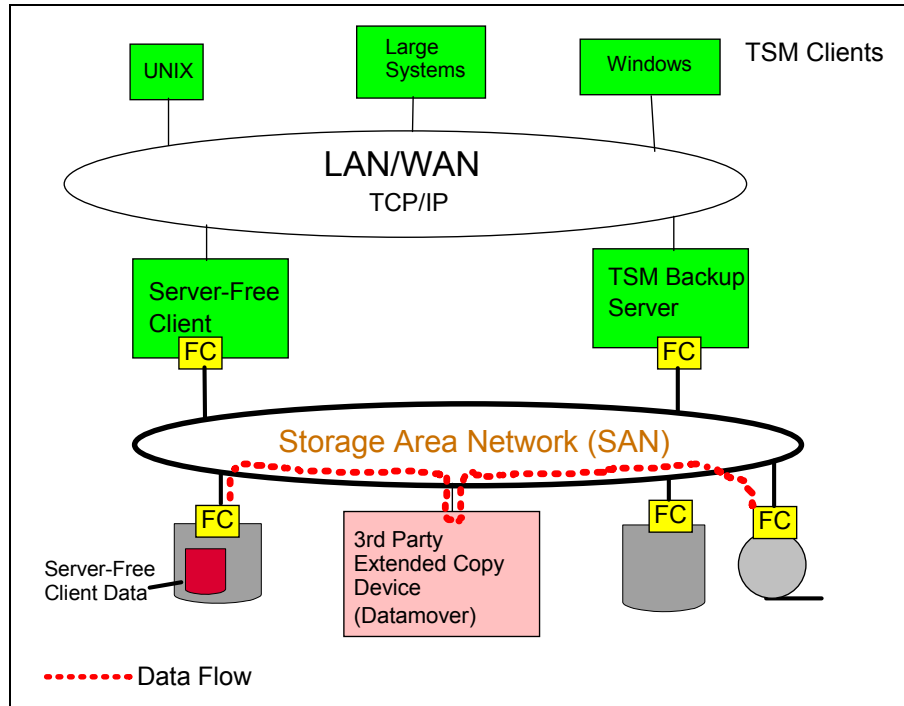 UNIX
Large
Systems
Windows
TSM Clients
LAN/WAN
TCP/IP
Server-Free
Client
FC
TSM Backup
Server
FC
Storage Area Network (SAN)
FC
Server-Free
Client Data
3rd Party
Extended Copy
Device
(Datamover)
FC
FC
Data Flow